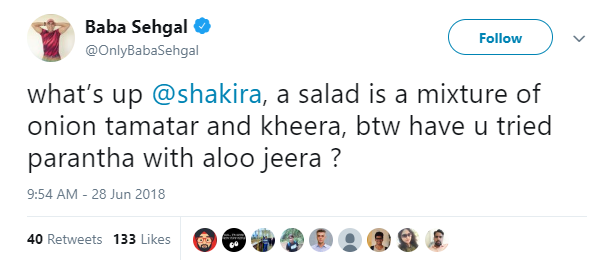 Baba Sehgal
@OnlyBabaSehgal
Follow
what's up @shakira, a salad is a mixture of
onion tamatar and kheera, btw have u tried
parantha with aloo jeera ?
9:54 AM - 28 Jun 2018
40 Retweets 133 Likes